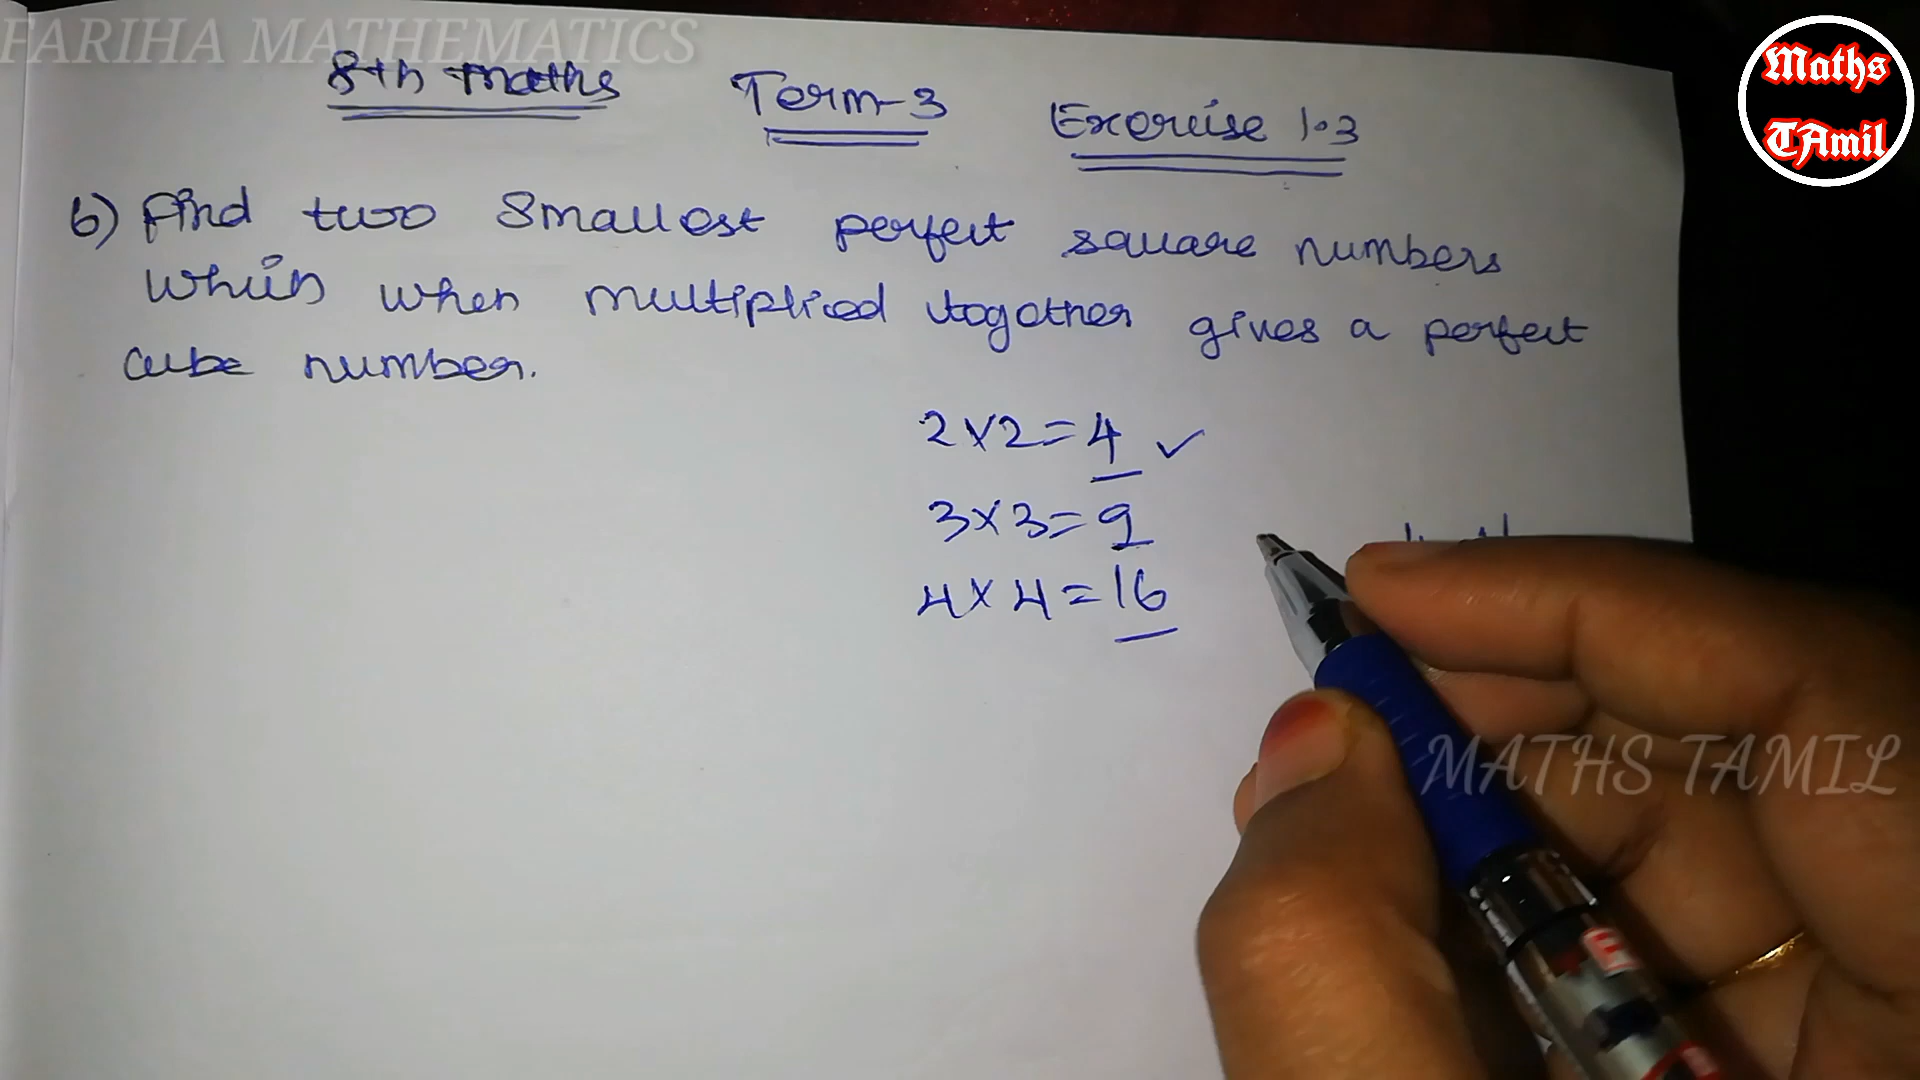 FARIHA MATHEMATICS
8th maths Term-3 Exercise 1.3
Maths
TAmil
6) Find two smallest perfect square numbers
which when multiplied together gives a perfect
cube number.
2×2=4 ✓
3×3=9
4×4=16
MATHS TAMIL